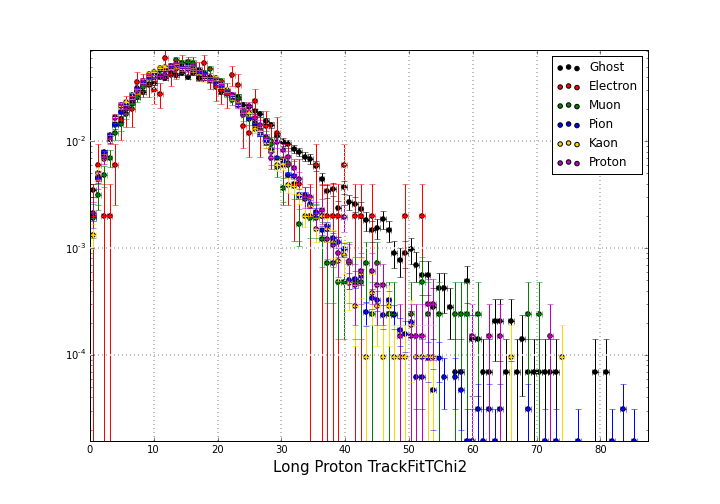 Ghost
Electron
Muon
Pion
Kaon
Proton
10^-2
10^-3
10^-4
0 10 20 30 40 50 60 70 80
Long Proton TrackFitTChi2